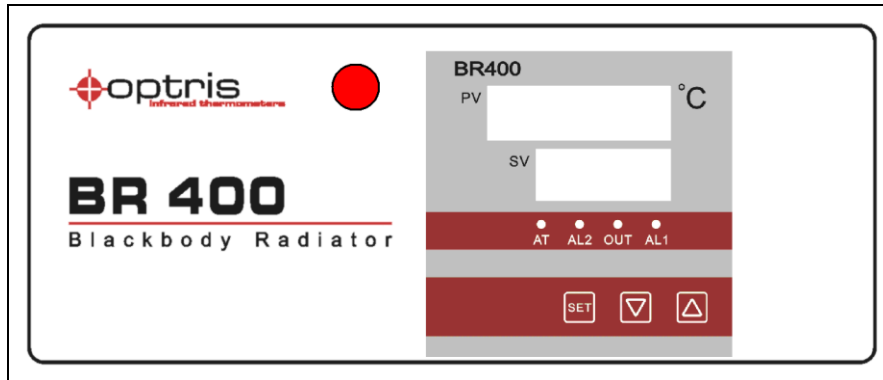 optris
infrared thermometers
BR 400
Blackbody Radiator
BR400
PV
°C
SV
AT AL2 OUT AL1
SET